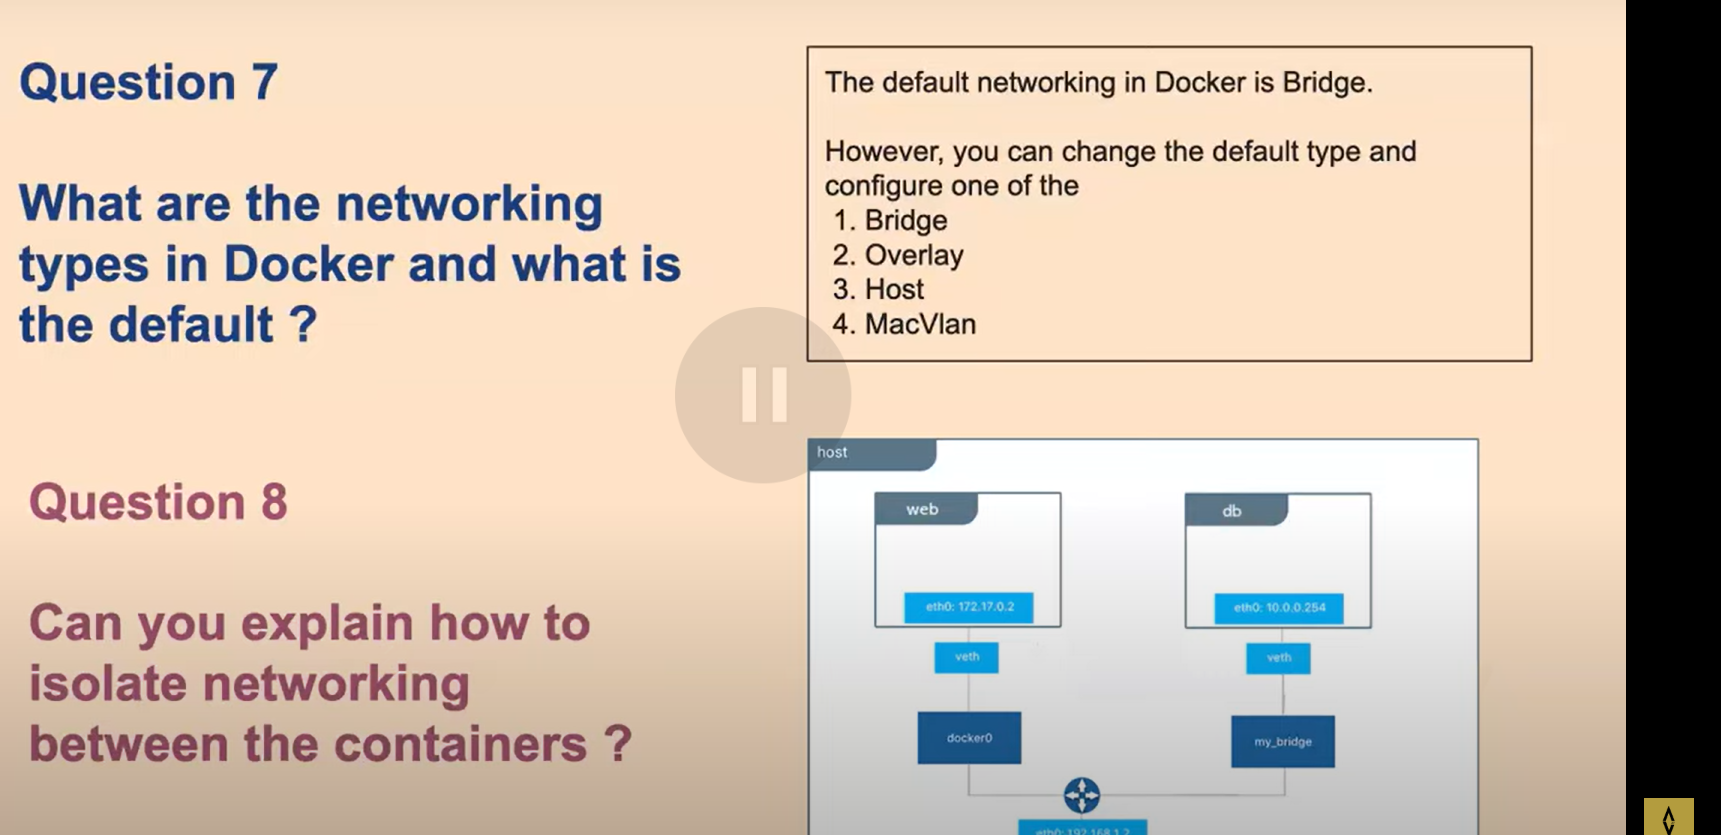 Question 7
What are the networking
types in Docker and what is
the default ?
The default networking in Docker is Bridge.
However, you can change the default type and
configure one of the
1. Bridge
2. Overlay
3. Host
4. MacVlan
Question 8
Can you explain how to
isolate networking
between the containers ?
host
web
db
eth0: 172.17.0.2
eth0: 10.0.0.254
veth
veth
docker0
my_bridge
eth0: 192.168.1.2